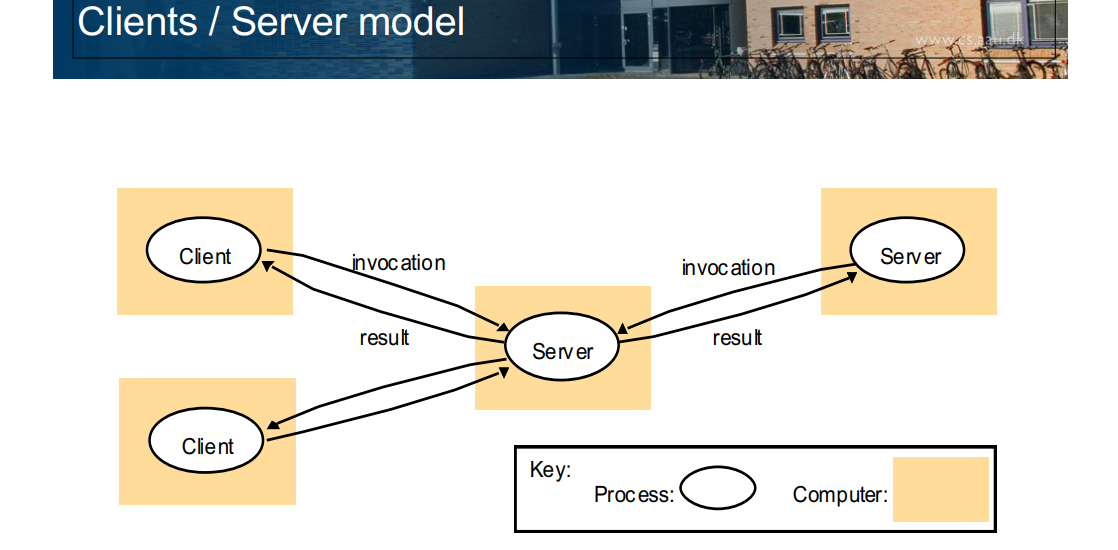 Clients / Server model
www.cs.aau.dk
Client
invocation
result
Server
invocation
result
Server
Client
Key:
Process:
Computer: